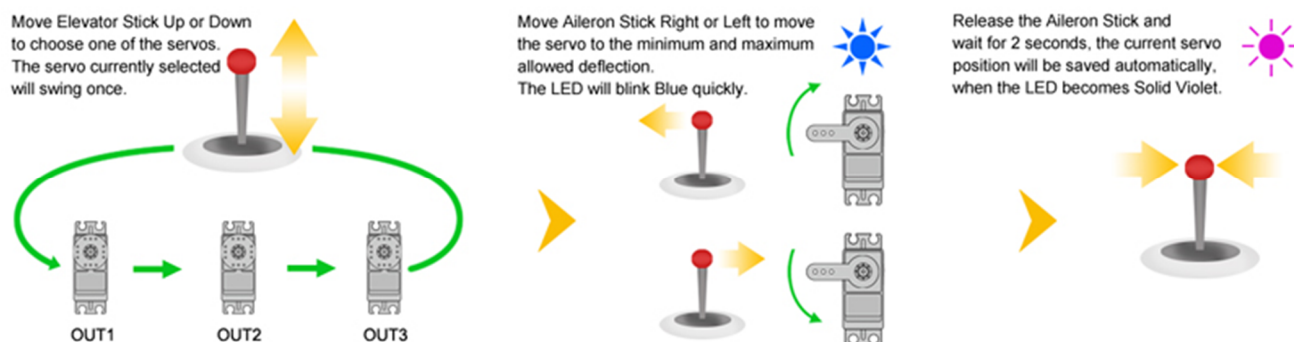 Move Elevator Stick Up or Down
to choose one of the servos.
The servo currently selected
will swing once.
OUT1
OUT2
OUT3
Move Aileron Stick Right or Left to move
the servo to the minimum and maximum
allowed deflection.
The LED will blink Blue quickly.
Release the Aileron Stick and
wait for 2 seconds, the current servo
position will be saved automatically,
when the LED becomes Solid Violet.